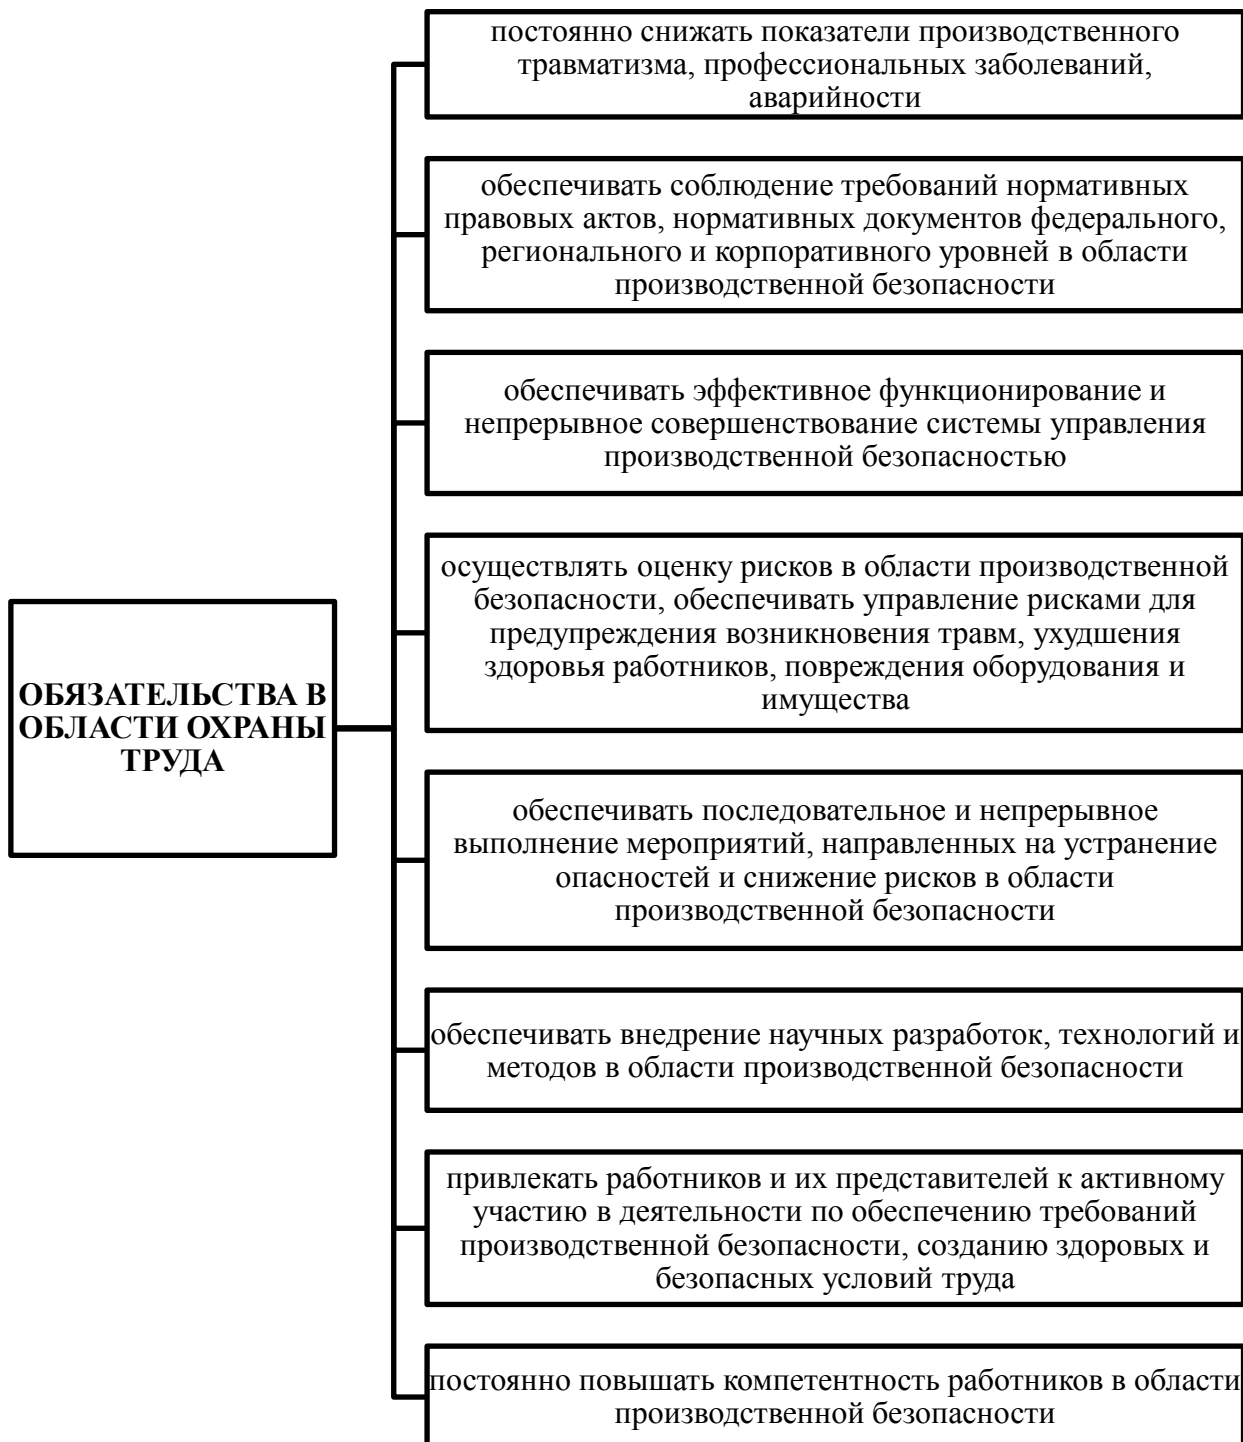 постоянно снижать показатели производственного
травматизма, профессиональных заболеваний,
аварийности
обеспечивать соблюдение требований нормативных
правовых актов, нормативных документов федерального,
регионального и корпоративного уровней в области
производственной безопасности
обеспечивать эффективное функционирование и
непрерывное совершенствование системы управления
производственной безопасностью
осуществлять оценку рисков в области производственной
безопасности, обеспечивать управление рисками для
предупреждения возникновения травм, ухудшения
здоровья работников, повреждения оборудования и
имущества
ОБЯЗАТЕЛЬСТВА В
ОБЛАСТИ ОХРАНЫ
ТРУДА
обеспечивать последовательное и непрерывное
выполнение мероприятий, направленных на устранение
опасностей и снижение рисков в области
производственной безопасности
обеспечивать внедрение научных разработок, технологий и
методов в области производственной безопасности
привлекать работников и их представителей к активному
участию в деятельности по обеспечению требований
производственной безопасности, созданию здоровых и
безопасных условий труда
постоянно повышать компетентность работников в области
производственной безопасности